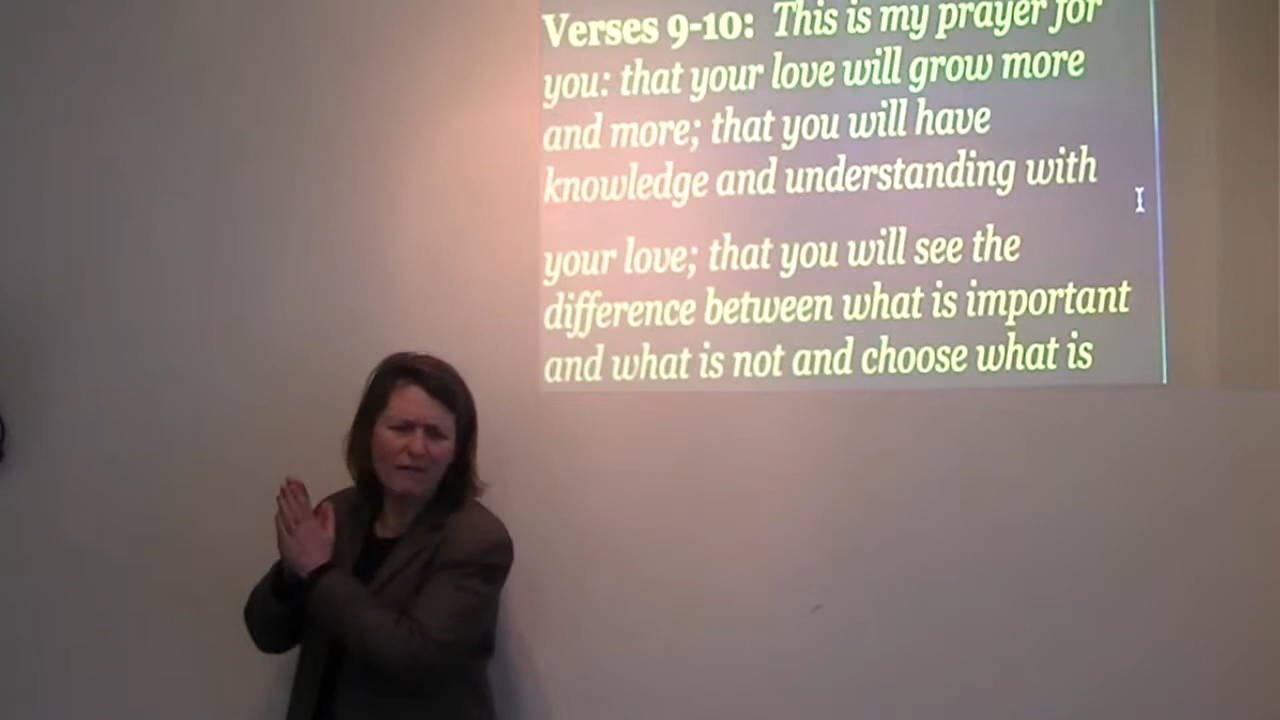 Verses 9-10: This is my prayer for
you: that your love will grow more
and more; that you will have
knowledge and understanding with
your love; that you will see the
difference between what is important
and what is not and choose what is